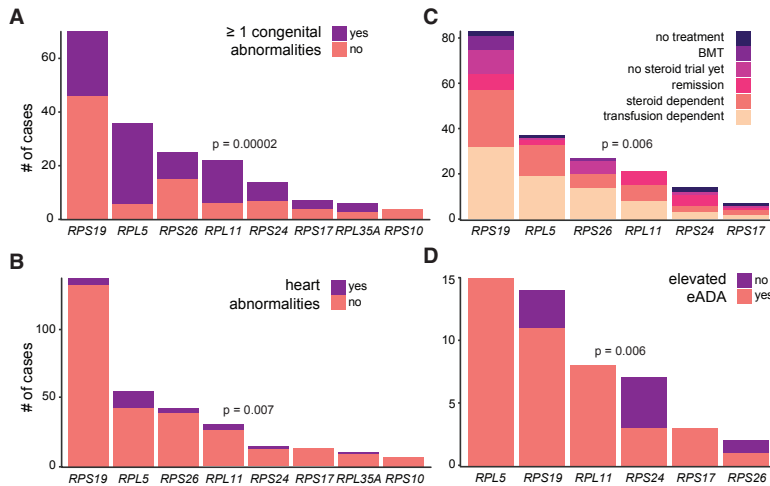 A
≥ 1 congenital
abnormalities
yes
no
# of cases
60
40
20
0
p = 0.00002
RPS19 RPL5 RPS26 RPL11 RPS24 RPS17 RPL35A RPS10
B
heart
abnormalities
yes
no
# of cases
100
50
0
p = 0.007
RPS19 RPL5 RPS26 RPL11 RPS24 RPS17 RPL35A RPS10
C
no treatment
BMT
no steroid trial yet
remission
steroid dependent
transfusion dependent
80
60
40
20
0
p = 0.006
RPS19 RPL5 RPS26 RPL11 RPS24 RPS17
D
elevated
eADA
no
yes
15
10
5
0
p = 0.006
RPL5 RPS19 RPL11 RPS24 RPS17 RPS26